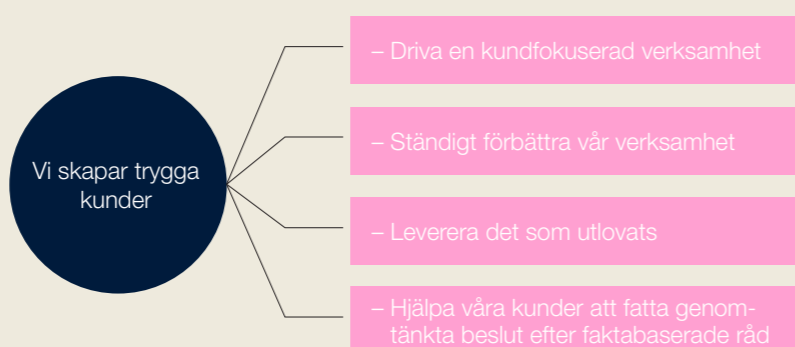 Vi skapar trygga
kunder
– Driva en kundfokuserad verksamhet
– Ständigt förbättra vår verksamhet
– Leverera det som utlovats
– Hjälpa våra kunder att fatta genom-
tänkta beslut efter faktabaserade råd